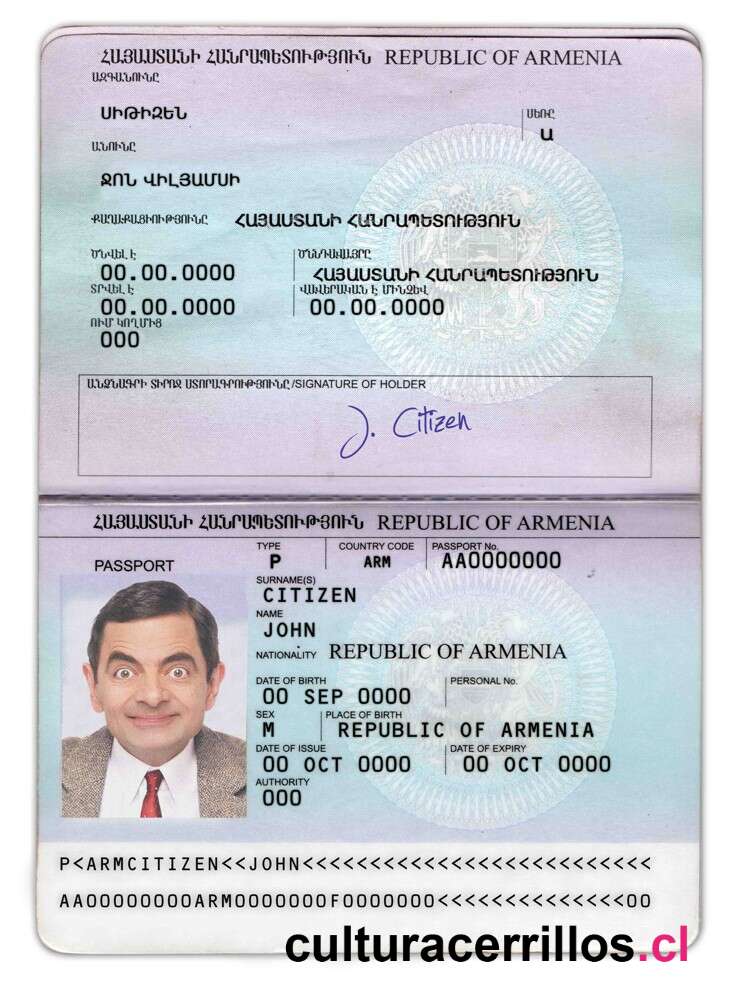 ՀԱՅԱՍՏԱՆԻ ՀԱՆՐԱՊԵՏՈՒԹՅՈՒՆ REPUBLIC OF ARMENIA
ԱԶԳԱՆՈՒՆԸ
ՍԻԹԻԶԵՆ
ՍԵՌԸ
Ա
ԱՆՈՒՆԸ
ՋՈՆ ՎԻԼՅԱՄՍԻ
ՔԱՂԱՔԱՑԻՈՒԹՅՈՒՆԸ ՀԱՅԱՍՏԱՆԻ ՀԱՆՐԱՊԵՏՈՒԹՅՈՒՆ
ԾՆՎԵԼ Է ԾՆՆԴԱՎԱՅՐԸ
00.00.0000 ՀԱՅԱՍՏԱՆԻ ՀԱՆՐԱՊԵՏՈՒԹՅՈՒՆ
ՏՐՎԵԼ Է ՎԱՎԵՐԱԿԱՆ Է ՄԻՆՉԵՎ
00.00.0000 00.00.0000
ՈՒՄ ԿՈՂՄԻՑ
000
ԱՆՁՆԱԳՐԻ ՏԻՐՈՋ ՍՏՈՐԱԳՐՈՒԹՅՈՒՆԸ/SIGNATURE OF HOLDER
J. Citizen
ՀԱՅԱՍՏԱՆԻ ՀԱՆՐԱՊԵՏՈՒԹՅՈՒՆ REPUBLIC OF ARMENIA
PASSPORT
TYPE COUNTRY CODE PASSPORT No.
P ARM AA0000000
SURNAME(S)
CITIZEN
NAME
JOHN
NATIONALITY REPUBLIC OF ARMENIA
DATE OF BIRTH PERSONAL No.
00 SEP 0000
SEX PLACE OF BIRTH
M REPUBLIC OF ARMENIA
DATE OF ISSUE DATE OF EXPIRY
00 OCT 0000 00 OCT 0000
AUTHORITY
000
P<ARMCITIZEN<<JOHN<<<<<<<<<<<<<<<<<<<<<<<<<<
AA00000000ARM0000000F0000000<<<<<<<<<<<<<<00
culturacerrillos.cl